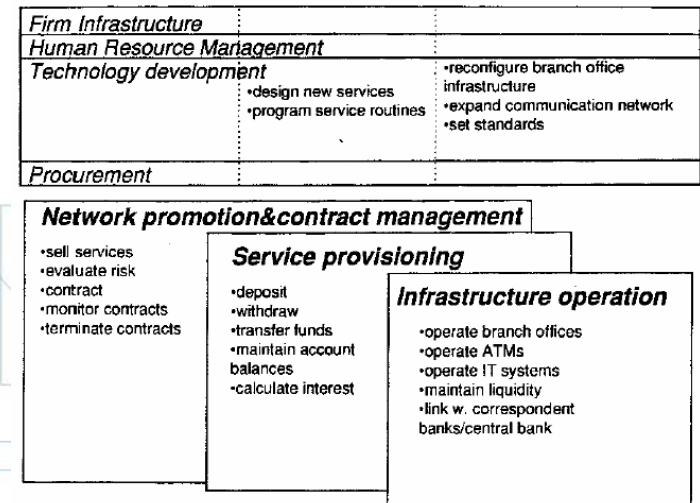 Firm Infrastructure
Human Resource Management
Technology development
•design new services
•program service routines
•reconfigure branch office
infrastructure
•expand communication network
•set standards
Procurement
Network promotion&contract management
•sell services
•evaluate risk
•contract
•monitor contracts
•terminate contracts
Service provisioning
•deposit
•withdraw
•transfer funds
•maintain account
balances
•calculate interest
Infrastructure operation
•operate branch offices
•operate ATMs
•operate IT systems
•maintain liquidity
•link w. correspondent
banks/central bank